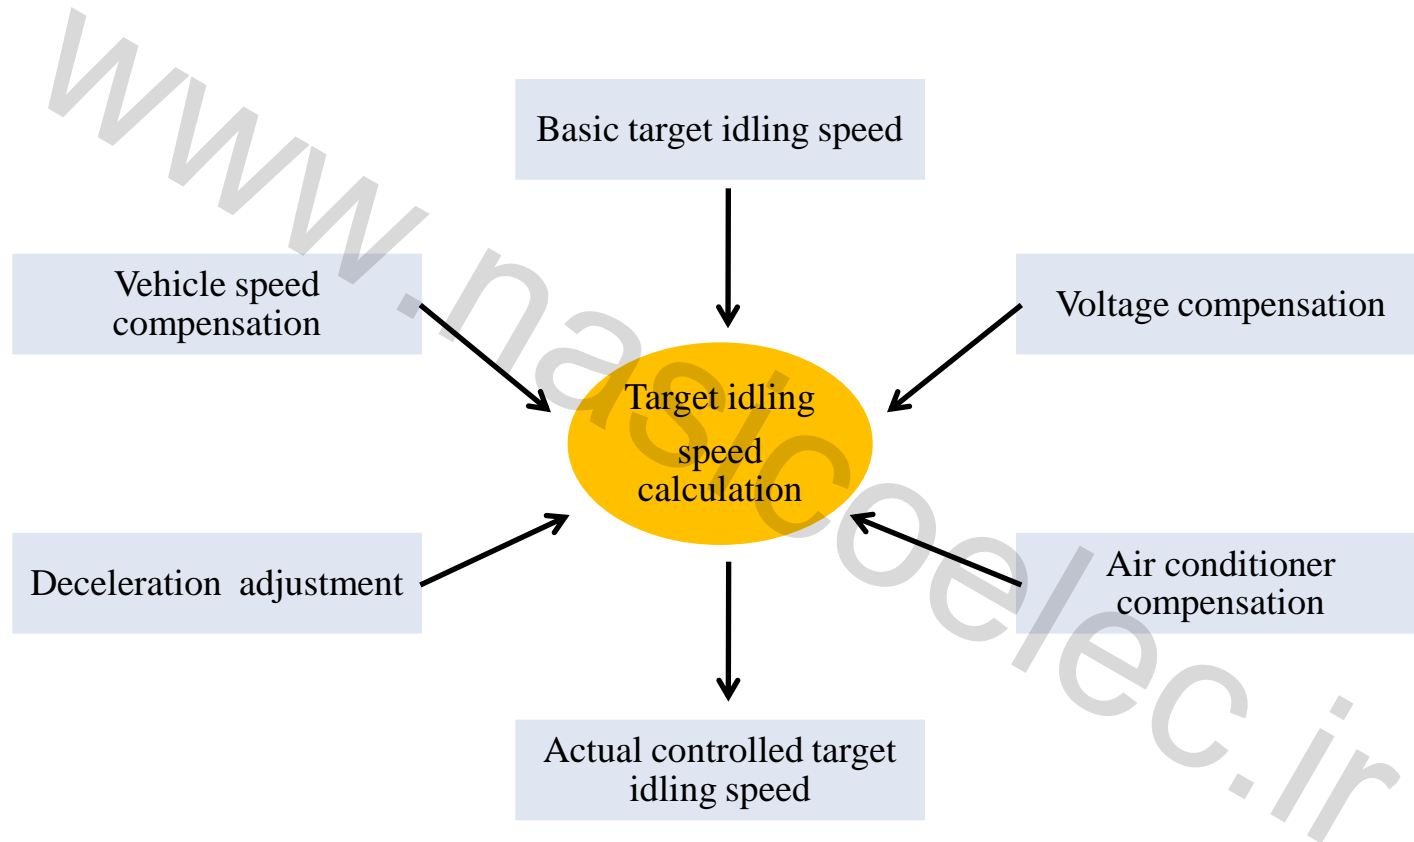 Basic target idling speed
Vehicle speed
compensation
Voltage compensation
Target idling
speed
calculation
Deceleration  adjustment
Air conditioner
compensation
Actual controlled target
idling speed
www.nasicoelec.ir